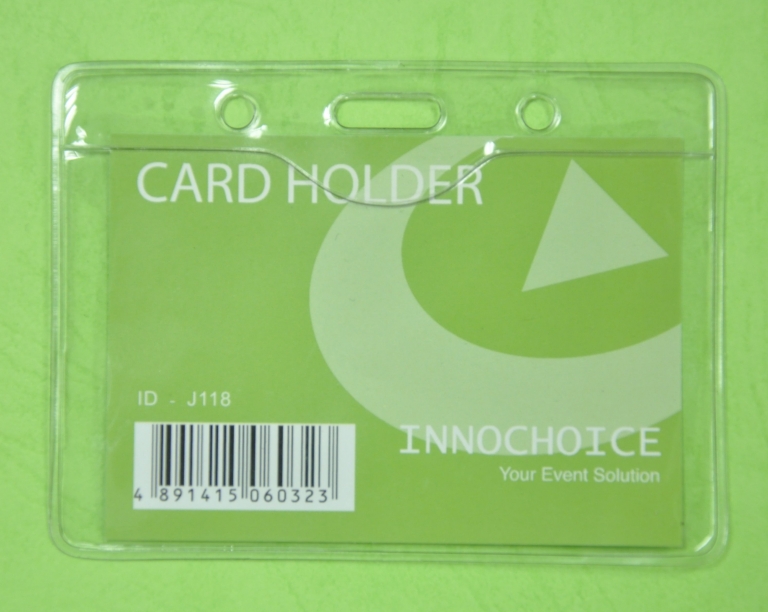 CARD HOLDER
ID - J118
4 891415 060323
INNOCHOICE
Your Event Solution